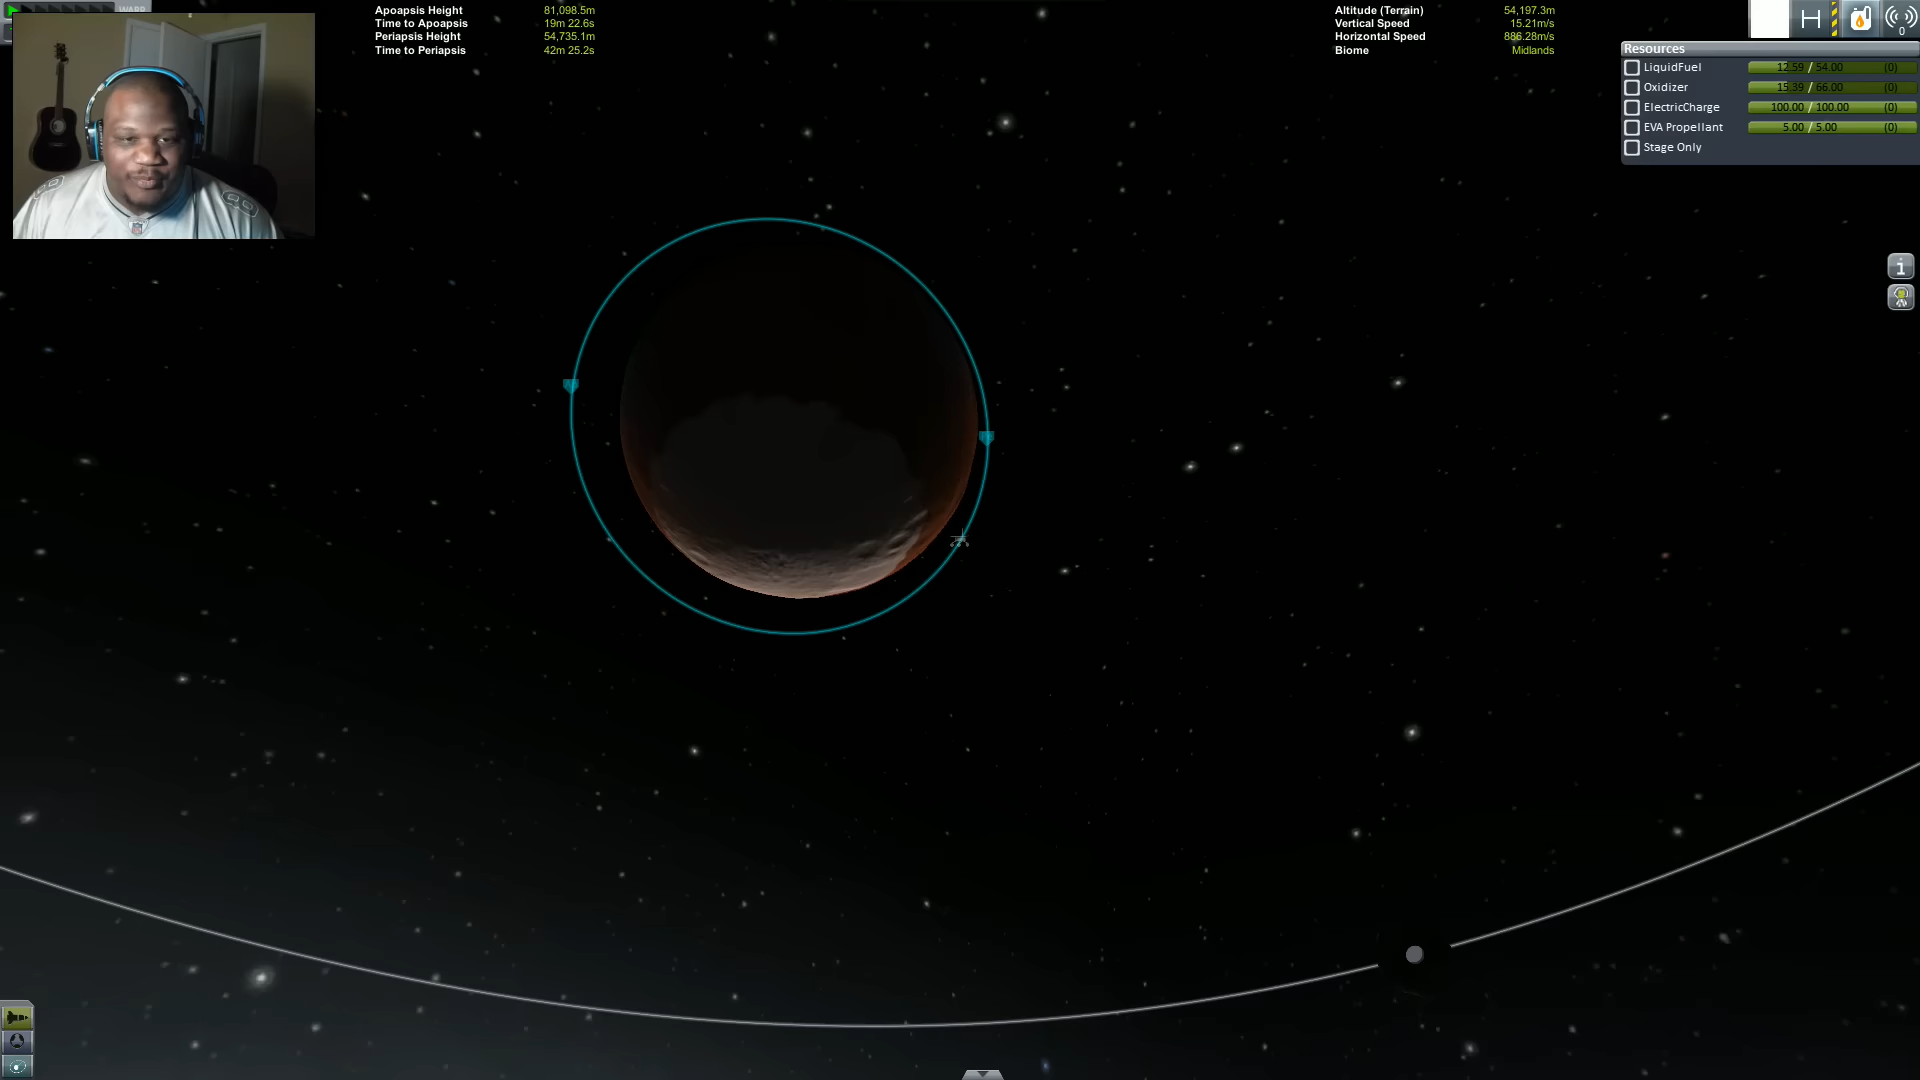 WARP
Apoapsis Height 81,098.5m
Time to Apoapsis 19m 22.6s
Periapsis Height 54,735.1m
Time to Periapsis 42m 25.2s
Altitude (Terrain) 54,197.3m
Vertical Speed 15.21m/s
Horizontal Speed 886.28m/s
Biome Midlands
0
Resources
LiquidFuel 12.59 / 54.00 (0)
Oxidizer 15.39 / 66.00 (0)
ElectricCharge 100.00 / 100.00 (0)
EVA Propellant 5.00 / 5.00 (0)
Stage Only